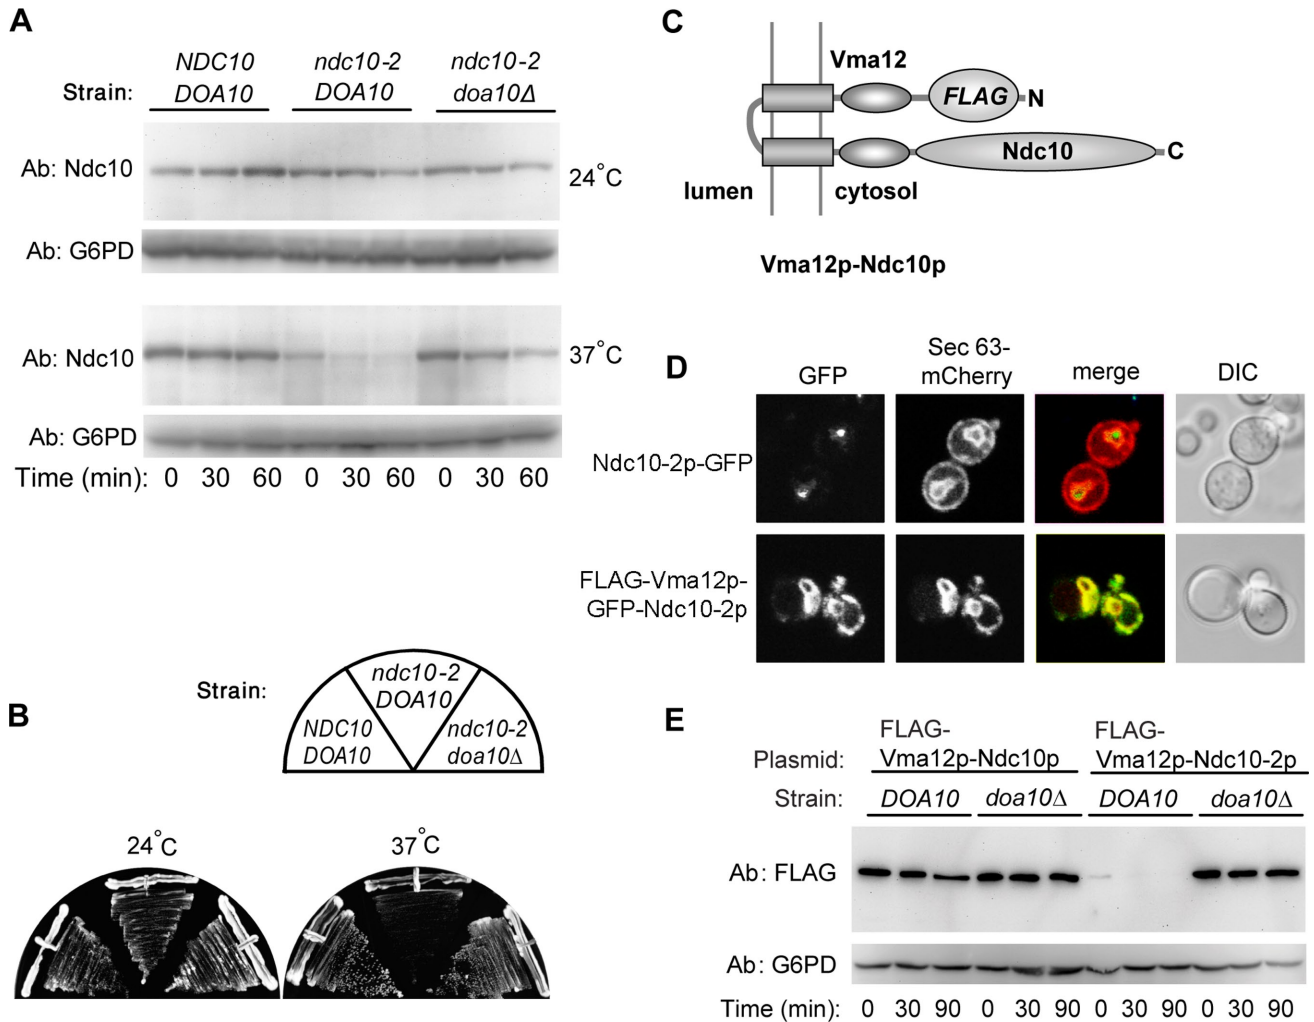 A
NDC10 ndc10-2 ndc10-2
Strain: DOA10 DOA10 doa10Δ
Ab: Ndc10 24°C
Ab: G6PD
Ab: Ndc10 37°C
Ab: G6PD
Time (min): 0 30 60 0 30 60 0 30 60
B
Strain:
ndc10-2
DOA10
NDC10
DOA10
ndc10-2
doa10Δ
24°C 37°C
C
Vma12
FLAG N
Ndc10 C
lumen cytosol
Vma12p-Ndc10p
D
GFP Sec 63-mCherry merge DIC
Ndc10-2p-GFP
FLAG-Vma12p-
GFP-Ndc10-2p
E
FLAG- FLAG-
Plasmid: Vma12p-Ndc10p Vma12p-Ndc10-2p
Strain: DOA10 doa10Δ DOA10 doa10Δ
Ab: FLAG
Ab: G6PD
Time (min): 0 30 90 0 30 90 0 30 90 0 30 90